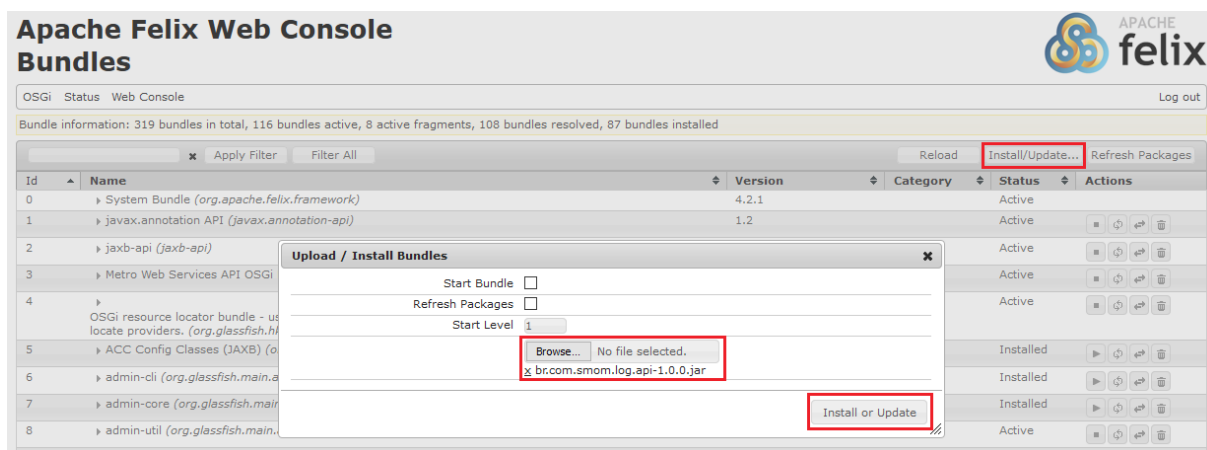 Apache Felix Web Console
Bundles
APACHE
felix
OSGi Status Web Console Log out
Bundle information: 319 bundles in total, 116 bundles active, 8 active fragments, 108 bundles resolved, 87 bundles installed
x Apply Filter Filter All Reload Install/Update... Refresh Packages
Id Name Version Category Status Actions
0 System Bundle (org.apache.felix.framework) 4.2.1 Active
1 javax.annotation API (javax.annotation-api) 1.2 Active
2 jaxb-api (jaxb-api) Active
3 Metro Web Services API OSGi Active
4 Active
OSGi resource locator bundle -
locate providers. (org.glassfish.
5 ACC Config Classes (JAXB) Installed
6 admin-cli (org.glassfish.main.a Installed
7 admin-core (org.glassfish.main Installed
8 admin-util (org.glassfish.main. Active
Upload / Install Bundles x
Start Bundle
Refresh Packages
Start Level 1
Browse... No file selected.
x br.com.smom.log.api-1.0.0.jar
Install or Update